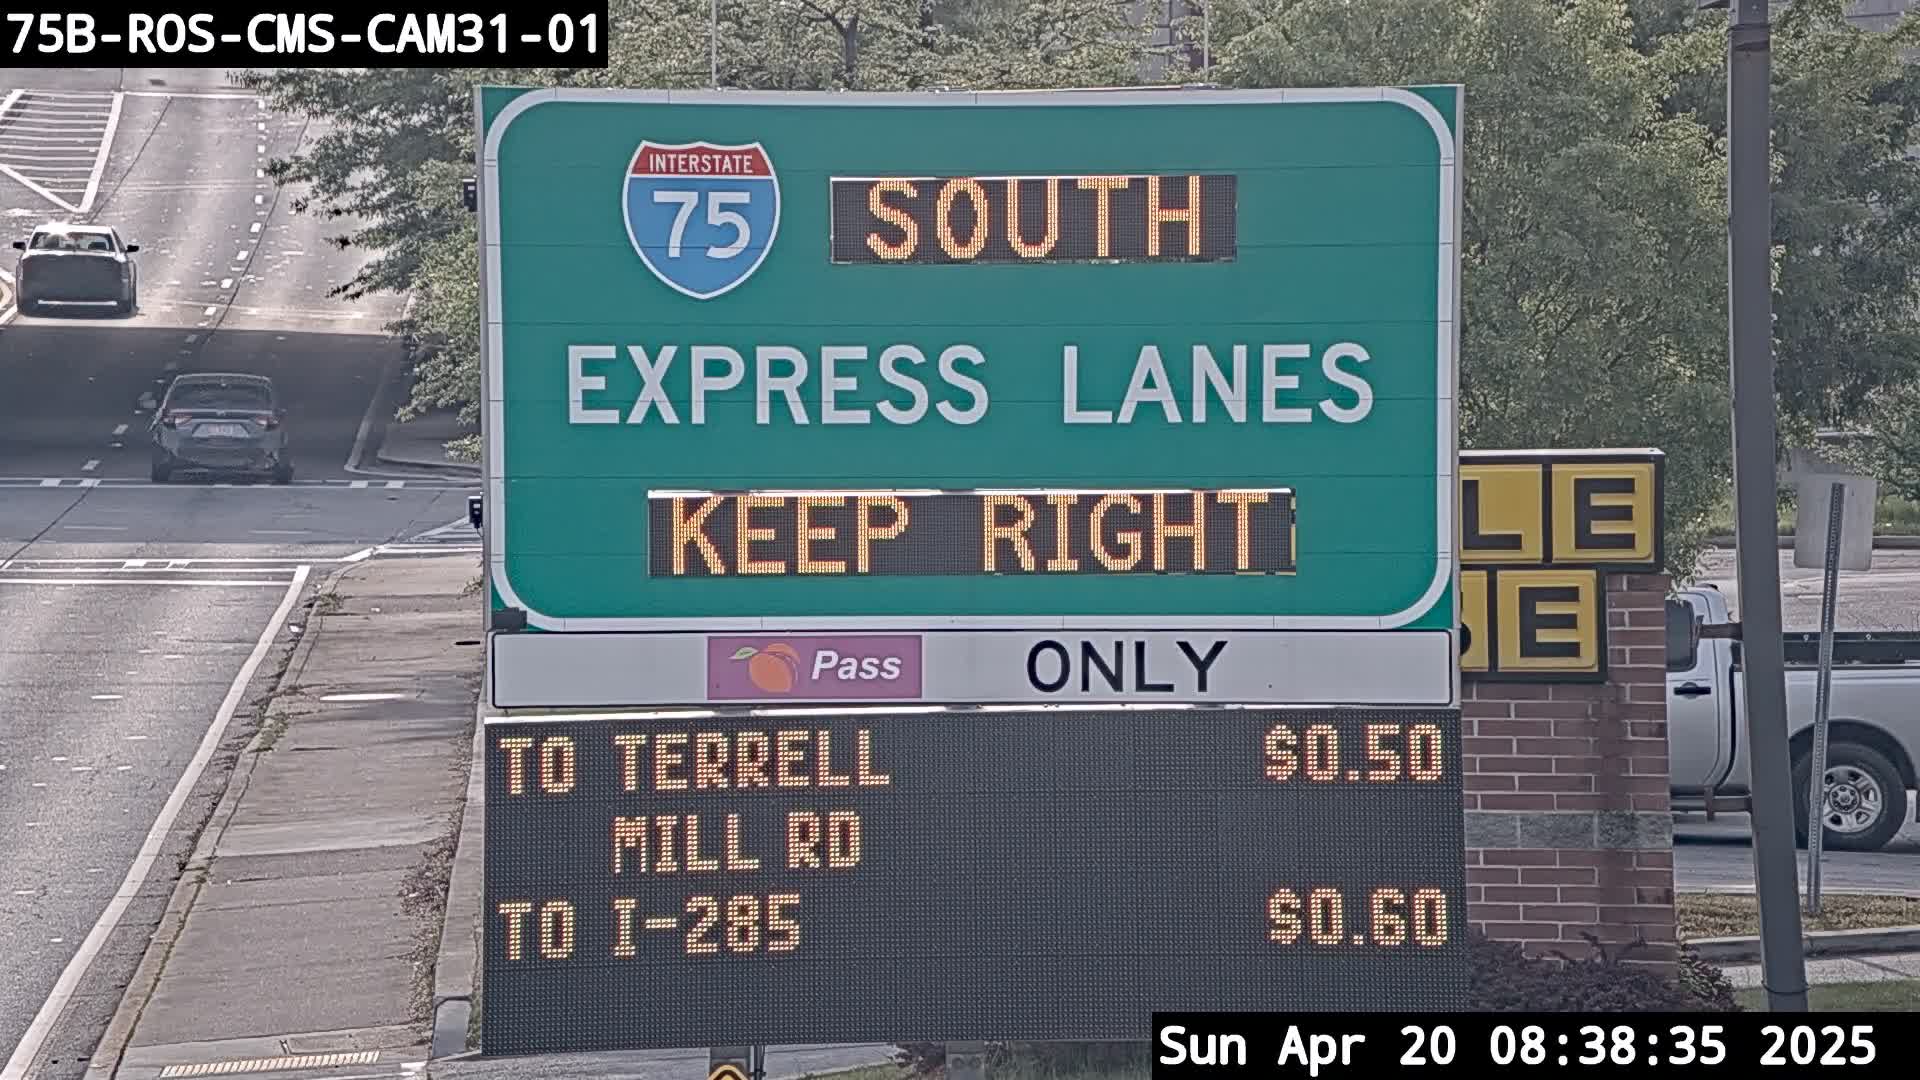 75B-ROS-CMS-CAM31-01
INTERSTATE
75
SOUTH
EXPRESS LANES
KEEP RIGHT
LE
E
Pass ONLY
TO TERRELL $0.50
MILL RD
TO I-285 $0.60
Sun Apr 20 08:38:35 2025